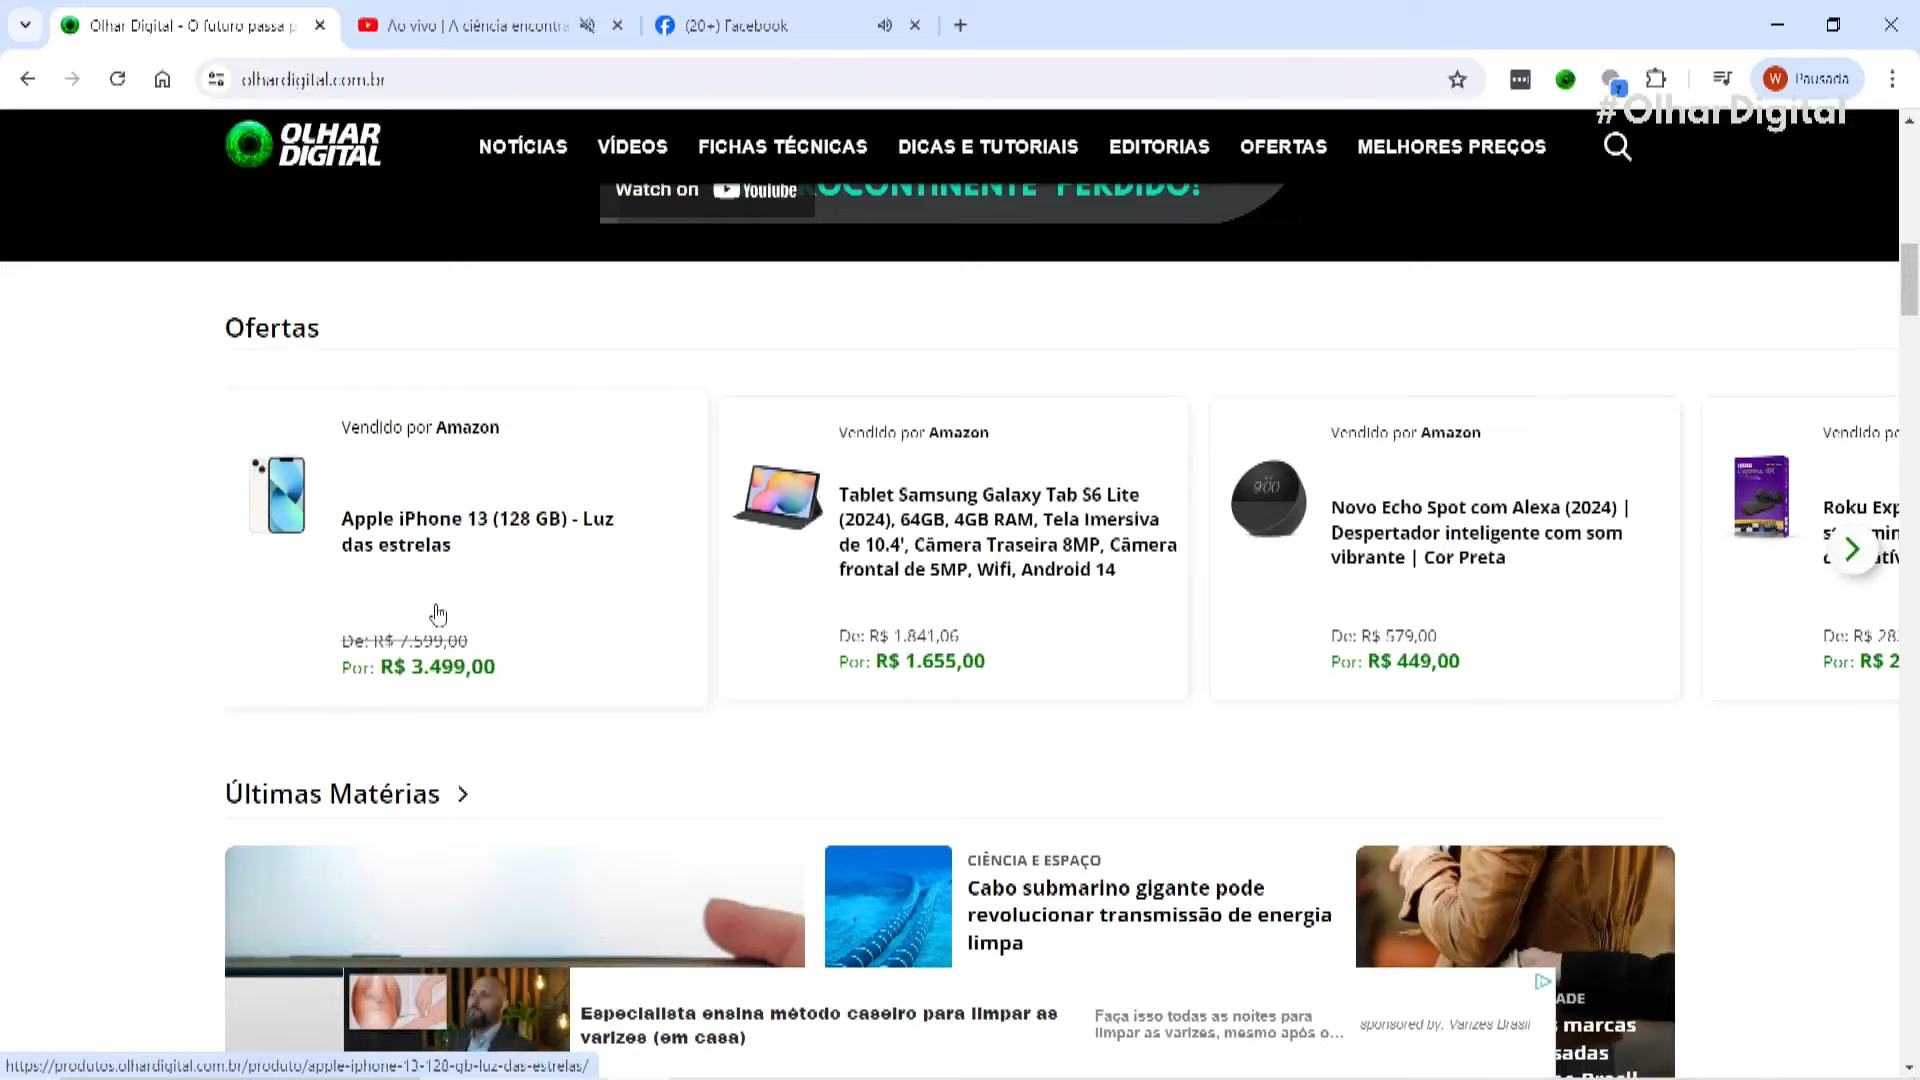 Olhar Digital - O futuro passa p
Ao vivo | A ciência encontra
(20+) Facebook
olhardigital.com.br
W
Pausada
#OlharDigital
OLHAR
DIGITAL
NOTÍCIAS
VÍDEOS
FICHAS TÉCNICAS
DICAS E TUTORIAIS
EDITORIAS
OFERTAS
MELHORES PREÇOS
Watch on YouTube
PERDIDO!
Ofertas
Vendido por Amazon
Apple iPhone 13 (128 GB) - Luz
das estrelas
De: R$ 7.599,00
Por: R$ 3.499,00
Vendido por Amazon
Tablet Samsung Galaxy Tab S6 Lite
(2024), 64GB, 4GB RAM, Tela Imersiva
de 10.4', Câmera Traseira 8MP, Câmera
frontal de 5MP, Wifi, Android 14
De: R$ 1.841,06
Por: R$ 1.655,00
9:00
Vendido por Amazon
Novo Echo Spot com Alexa (2024) |
Despertador inteligente com som
vibrante | Cor Preta
De: R$ 579,00
Por: R$ 449,00
Vendido po
Roku Exp
De: R$ 28
Por: R$ 2
Últimas Matérias
CIÊNCIA E ESPAÇO
Cabo submarino gigante pode
revolucionar transmissão de energia
limpa
ADE
marcas
sadas
Especialista ensina método caseiro para limpar as
varizes (em casa)
Faça isso todas as noites para
limpar as varizes, mesmo após o...
sponsored by: Varizes Brasil
https://produtos.olhardigital.com.br/produto/apple-iphone-13-128-gb-luz-das-estrelas/